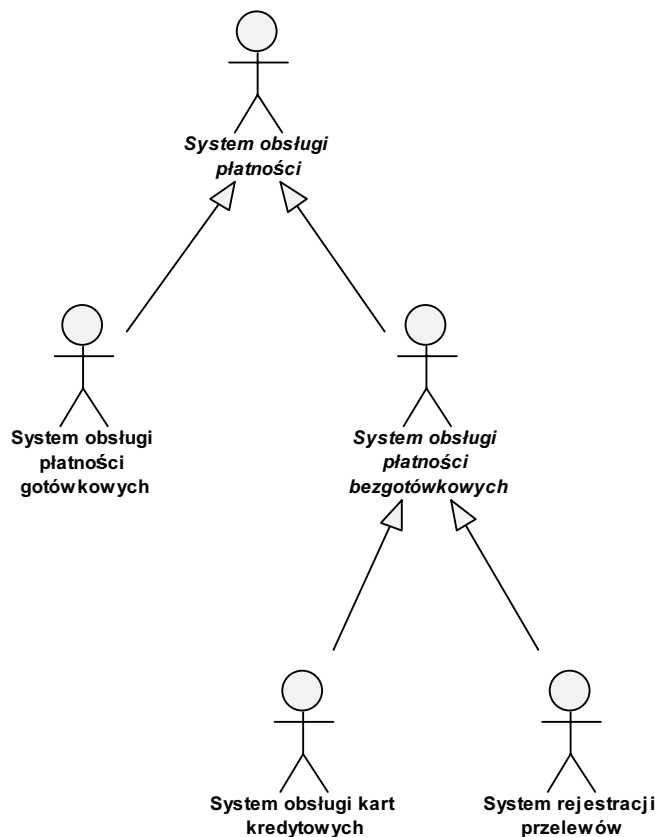 System obsługi
płatności
System obsługi
płatności
gotówkowych
System obsługi
płatności
bezgotówkowych
System obsługi kart
kredytowych
System rejestracji
przelewów